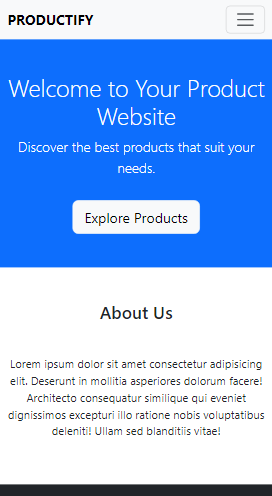 PRODUCTIFY
Welcome to Your Product
Website
Discover the best products that suit your
needs.
Explore Products
About Us
Lorem ipsum dolor sit amet consectetur adipisicing
elit. Deserunt in mollitia asperiores dolorum facere!
Architecto consequatur similique qui eveniet
dignissimos excepturi illo ratione nobis voluptatibus
deleniti! Ullam sed blanditiis vitae!